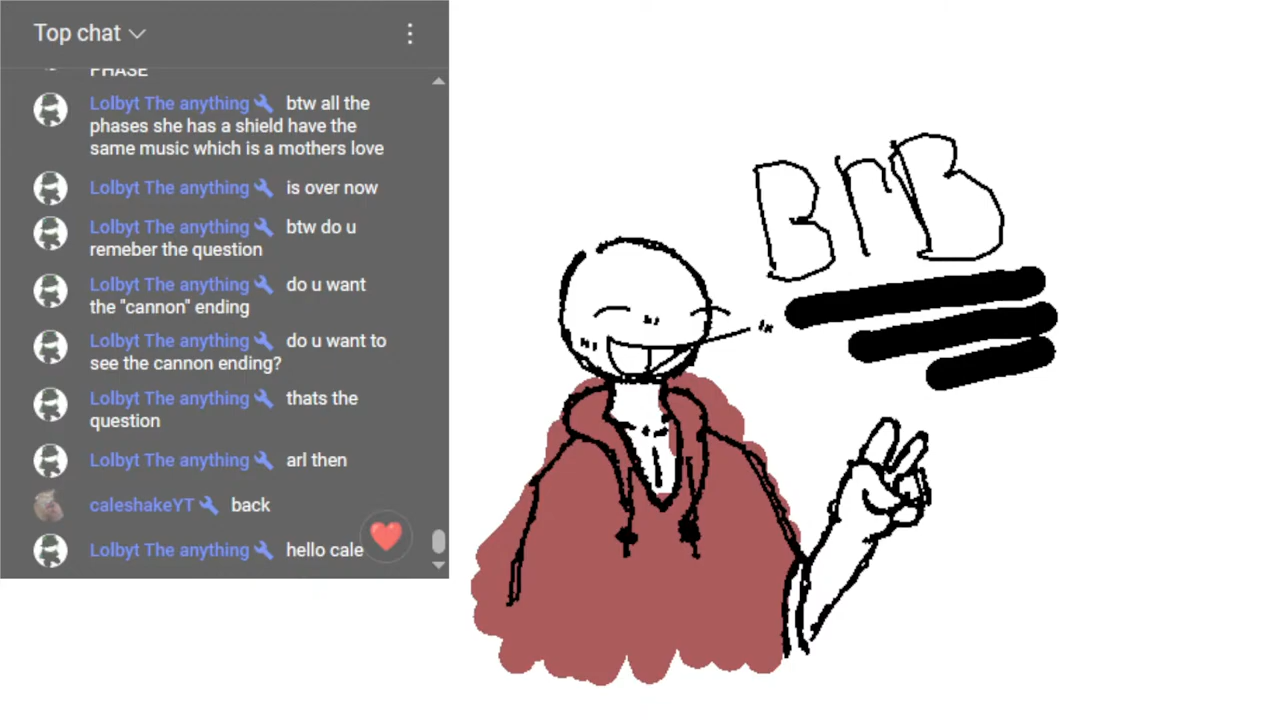 Top chat
PHASE
Lolbyt The anything btw all the
phases she has a shield have the
same music which is a mothers love
Lolbyt The anything is over now
Lolbyt The anything btw do u
remeber the question
Lolbyt The anything do u want
the "cannon" ending
Lolbyt The anything do u want to
see the cannon ending?
Lolbyt The anything thats the
question
Lolbyt The anything arl then
caleshakeYT back
Lolbyt The anything hello cale
BrB